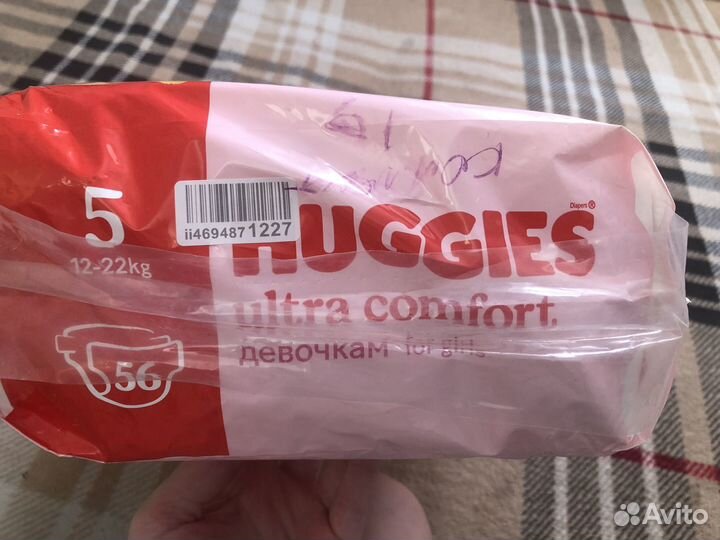 5
12-22kg
ii4694871227
Diapers®
HUGGIES
ultra comfort
девочкам for girls
56
Avito